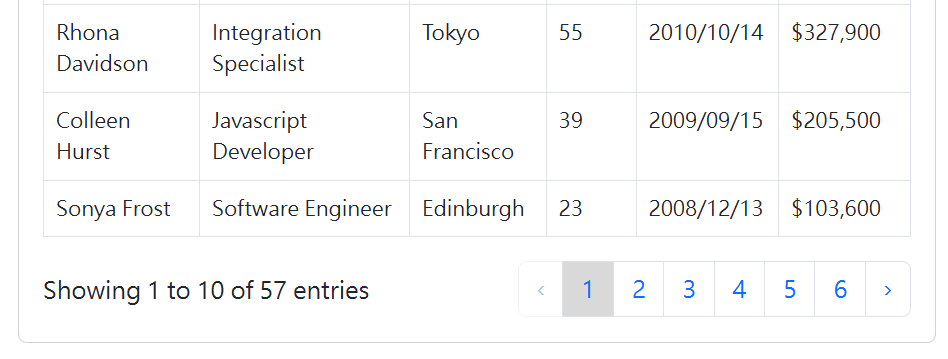 Rhona Integration Tokyo 55 2010/10/14 $327,900
Davidson Specialist
Colleen Javascript San 39 2009/09/15 $205,500
Hurst Developer Francisco
Sonya Frost Software Engineer Edinburgh 23 2008/12/13 $103,600
Showing 1 to 10 of 57 entries ‹ 1 2 3 4 5 6 ›